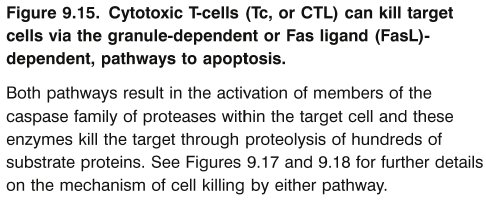 Figure 9.15. Cytotoxic T-cells (Tc, or CTL) can kill target
cells via the granule-dependent or Fas ligand (FasL)-
dependent, pathways to apoptosis.
Both pathways result in the activation of members of the
caspase family of proteases within the target cell and these
enzymes kill the target through proteolysis of hundreds of
substrate proteins. See Figures 9.17 and 9.18 for further details
on the mechanism of cell killing by either pathway.